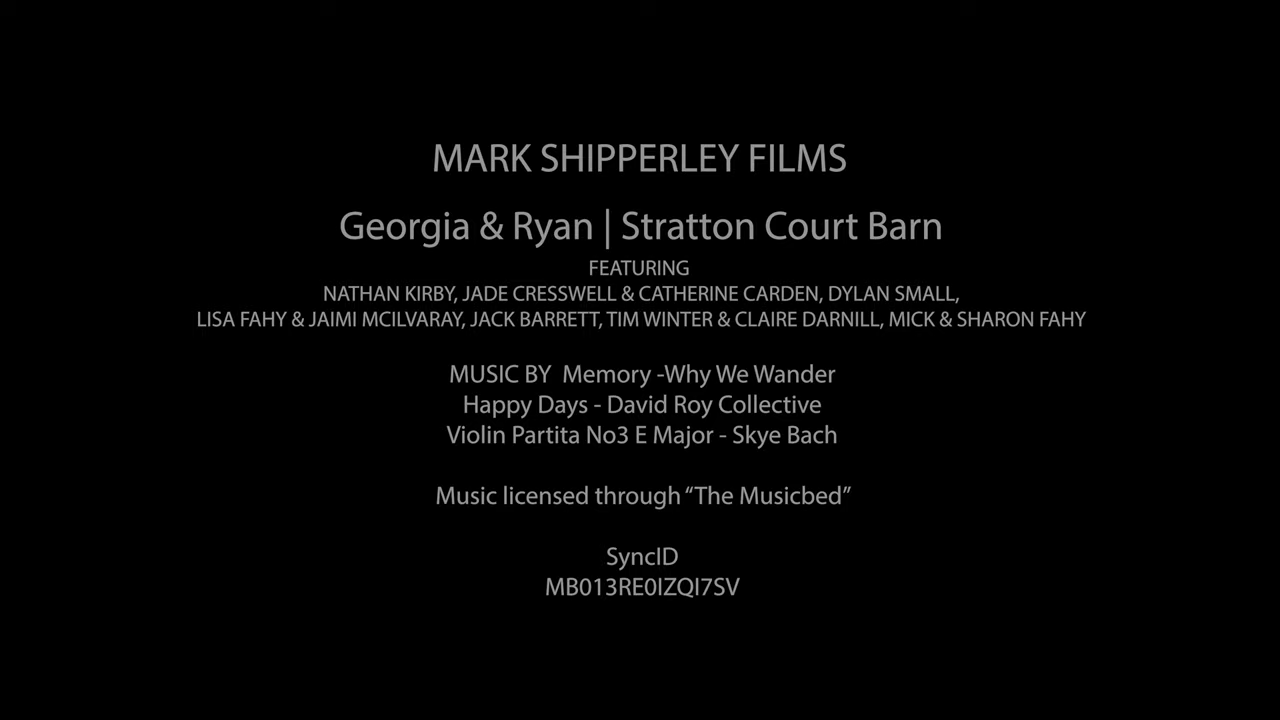 MARK SHIPPERLEY FILMS
Georgia & Ryan | Stratton Court Barn
FEATURING
NATHAN KIRBY, JADE CRESSWELL & CATHERINE CARDEN, DYLAN SMALL,
LISA FAHY & JAIMI MCILVARAY, JACK BARRETT, TIM WINTER & CLAIRE DARNILL, MICK & SHARON FAHY
MUSIC BY  Memory -Why We Wander
Happy Days - David Roy Collective
Violin Partita No3 E Major - Skye Bach
Music licensed through “The Musicbed”
SyncID
MB013RE0IZQI7SV